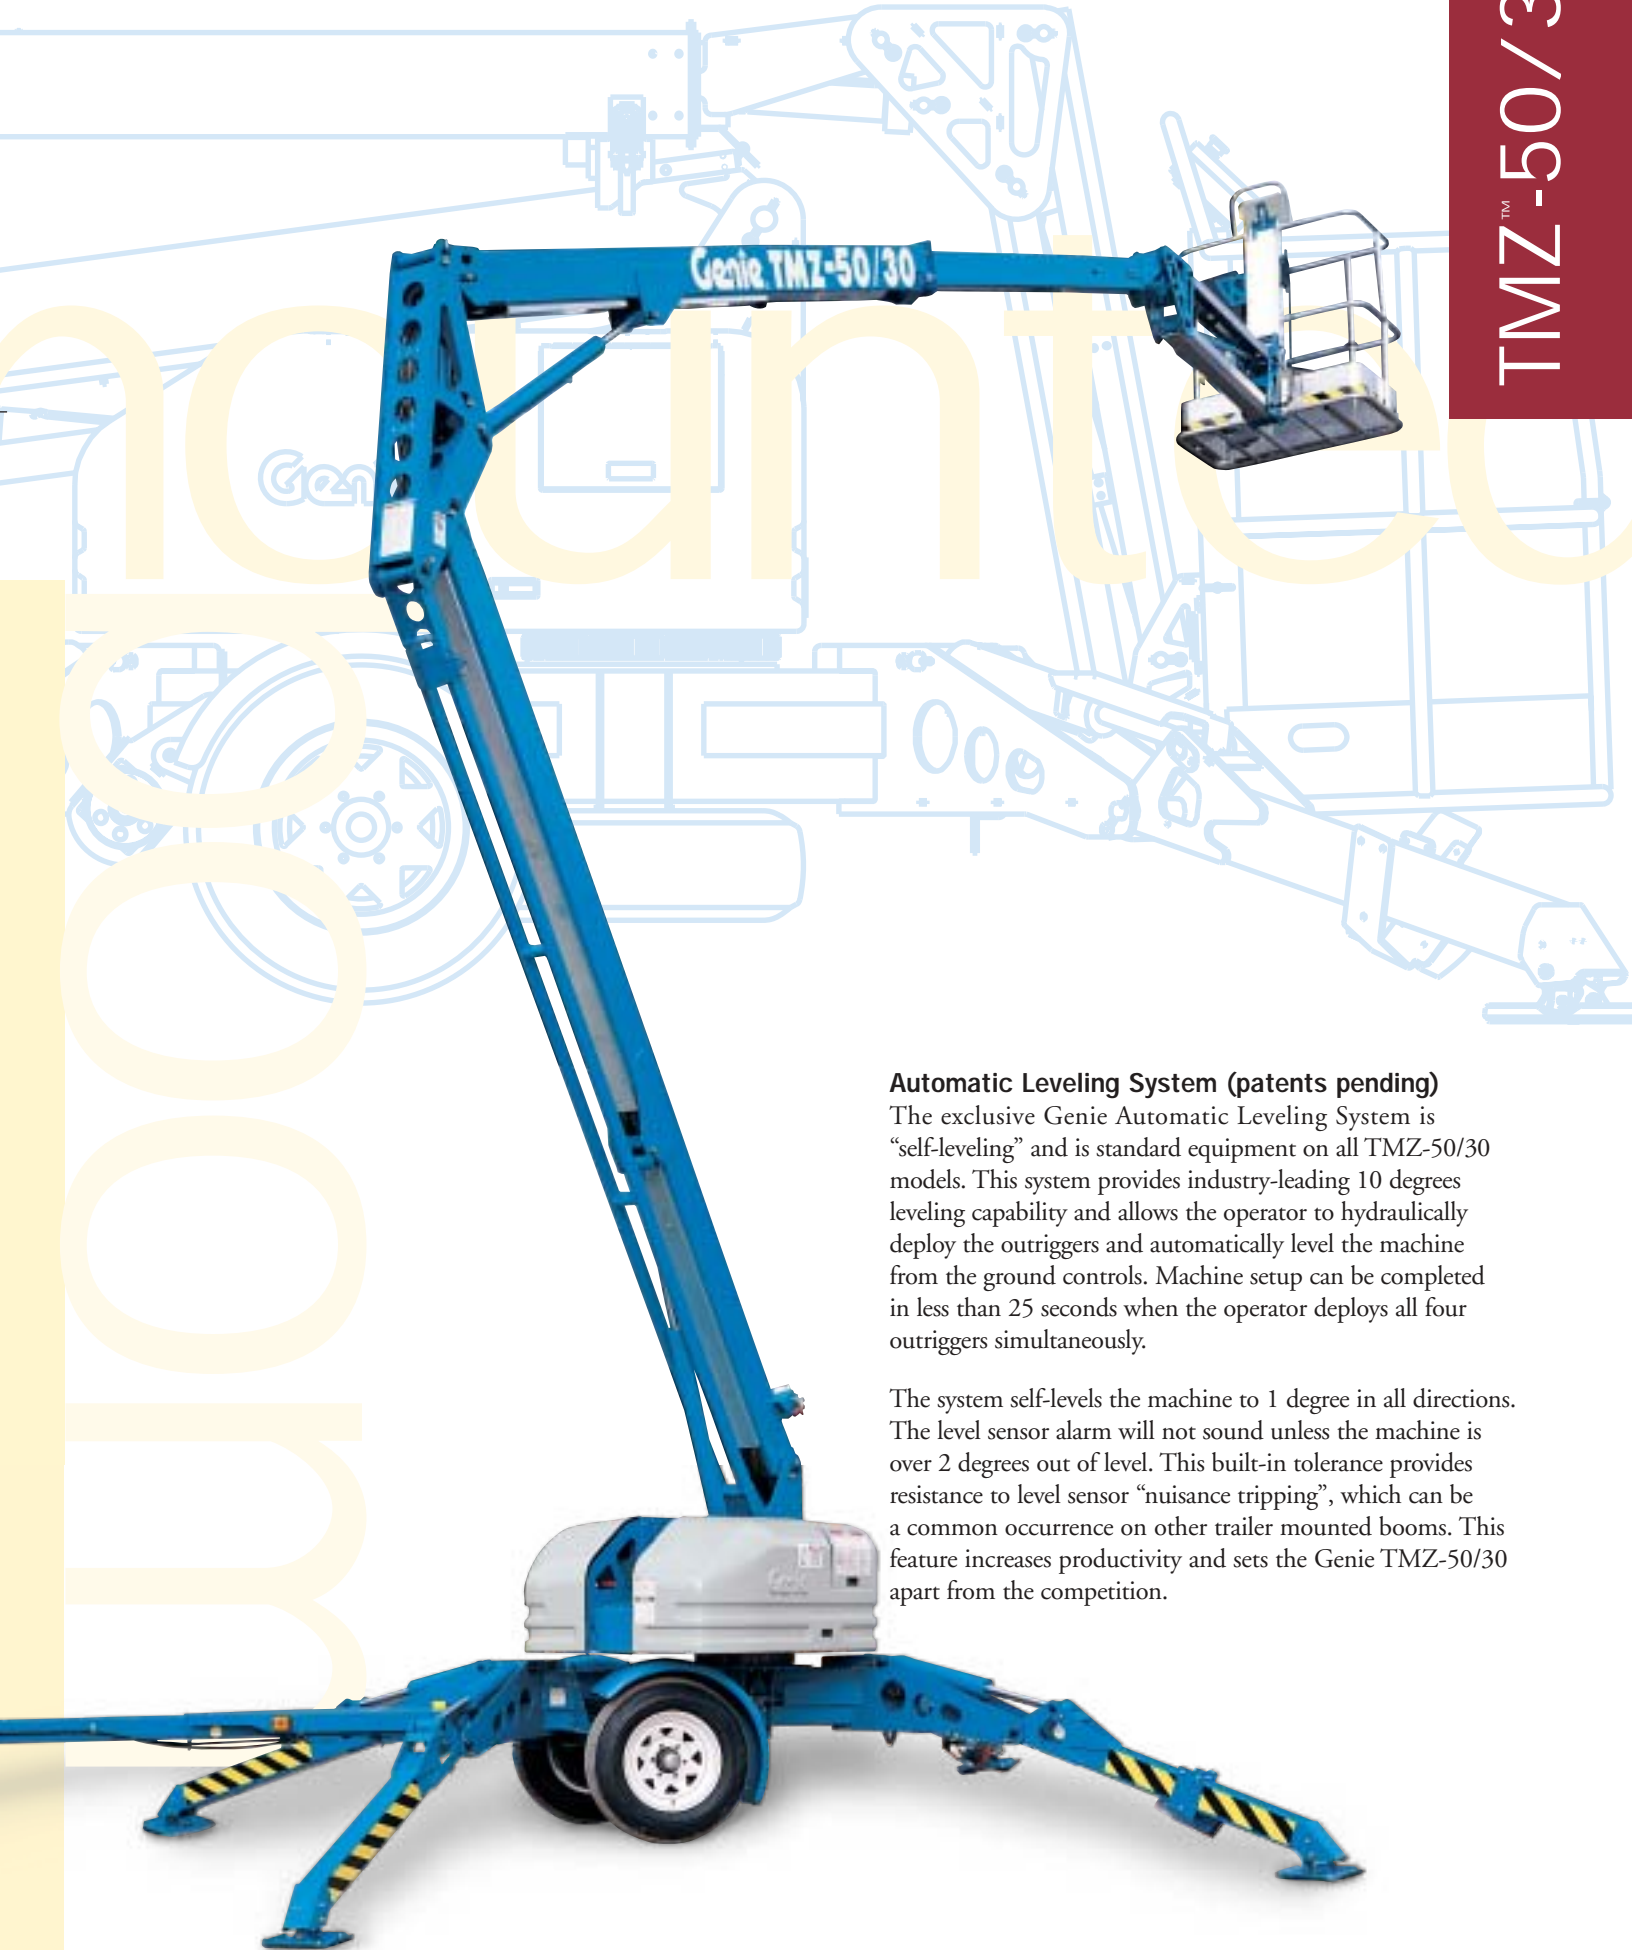 TMZ™-50/3
Genie TMZ-50/30
Gen
mounted
boom
Automatic Leveling System (patents pending)
The exclusive Genie Automatic Leveling System is
“self-leveling” and is standard equipment on all TMZ-50/30
models. This system provides industry-leading 10 degrees
leveling capability and allows the operator to hydraulically
deploy the outriggers and automatically level the machine
from the ground controls. Machine setup can be completed
in less than 25 seconds when the operator deploys all four
outriggers simultaneously.
The system self-levels the machine to 1 degree in all directions.
The level sensor alarm will not sound unless the machine is
over 2 degrees out of level. This built-in tolerance provides
resistance to level sensor “nuisance tripping”, which can be
a common occurrence on other trailer mounted booms. This
feature increases productivity and sets the Genie TMZ-50/30
apart from the competition.
Genie